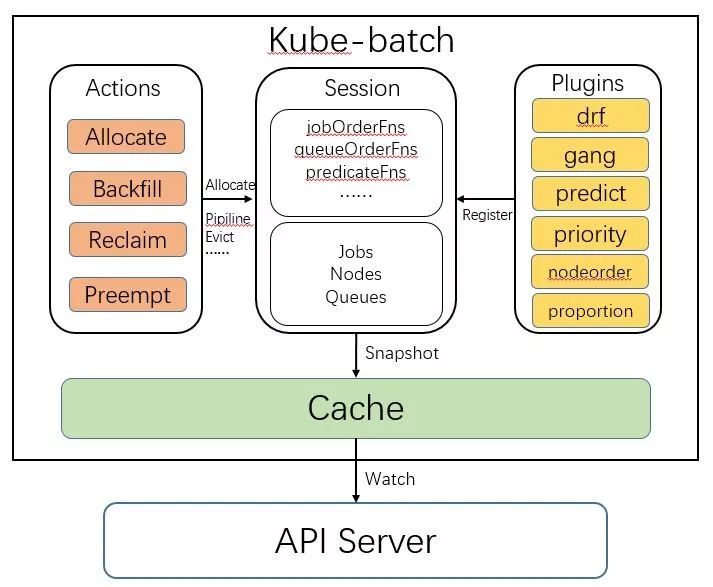 Kube-batch
Actions
Allocate
Backfill
Reclaim
Preempt
Allocate
Pipiline
Evict
......
Session
jobOrderFns
queueOrderFns
predicateFns
......
Jobs
Nodes
Queues
Register
Plugins
drf
gang
predict
priority
nodeorder
proportion
Snapshot
Cache
Watch
API Server